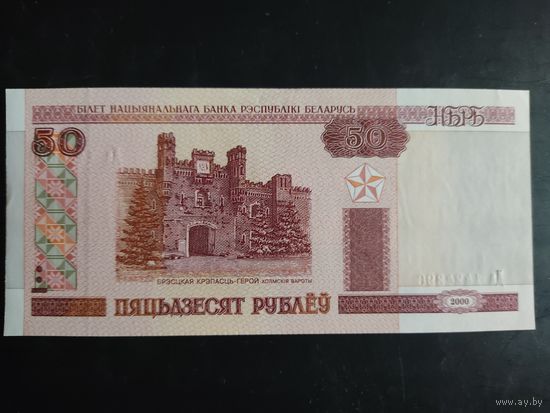 БІЛЕТ НАЦЫЯНАЛЬНАГА БАНКА РЭСПУБЛІКІ БЕЛАРУСЬ
50 50 НБРБ
БРЭСЦКАЯ КРЭПАСЦЬ-ГЕРОЙ ХОЛМСКІЯ ВАРОТЫ
ПЯЦЬДЗЕСЯТ РУБЛЁЎ 2000
www.ay.by